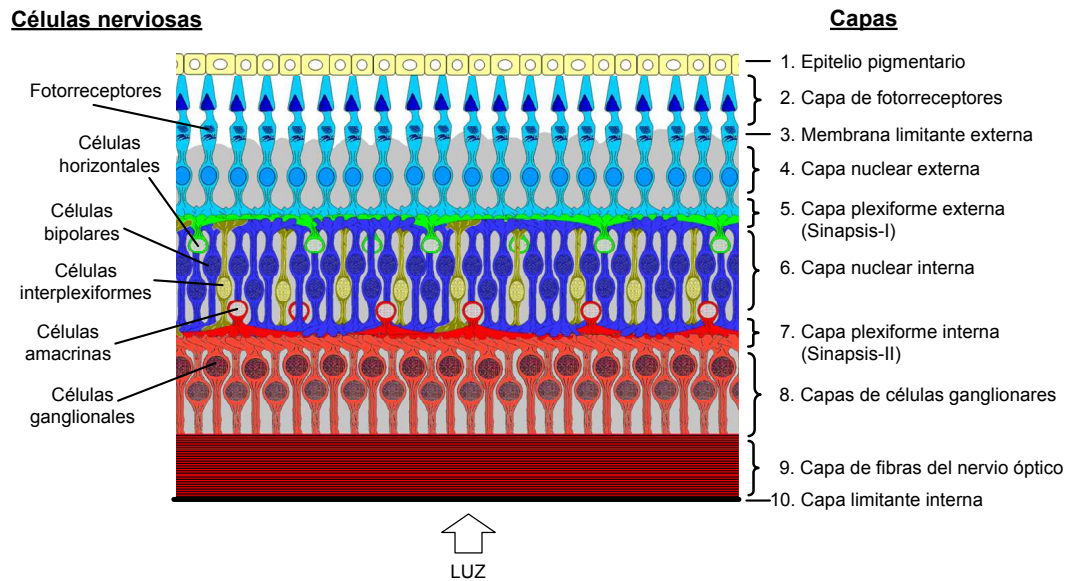 Células nerviosas
Fotorreceptores
Células
horizontales
Células
bipolares
Células
interplexiformes
Células
amacrinas
Células
ganglionales
Capas
1. Epitelio pigmentario
2. Capa de fotorreceptores
3. Membrana limitante externa
4. Capa nuclear externa
5. Capa plexiforme externa
(Sinapsis-I)
6. Capa nuclear interna
7. Capa plexiforme interna
(Sinapsis-II)
8. Capas de células ganglionares
9. Capa de fibras del nervio óptico
10. Capa limitante interna
LUZ